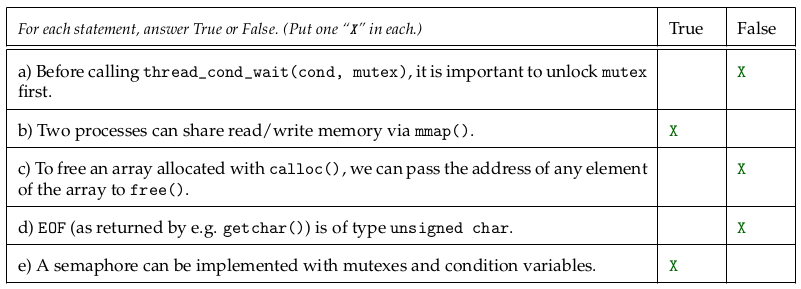 For each statement, answer True or False. (Put one “X” in each.) True False
a) Before calling thread_cond_wait(cond, mutex), it is important to unlock mutex X
first.
b) Two processes can share read/write memory via mmap(). X
c) To free an array allocated with calloc(), we can pass the address of any element X
of the array to free().
d) EOF (as returned by e.g. getchar()) is of type unsigned char. X
e) A semaphore can be implemented with mutexes and condition variables. X